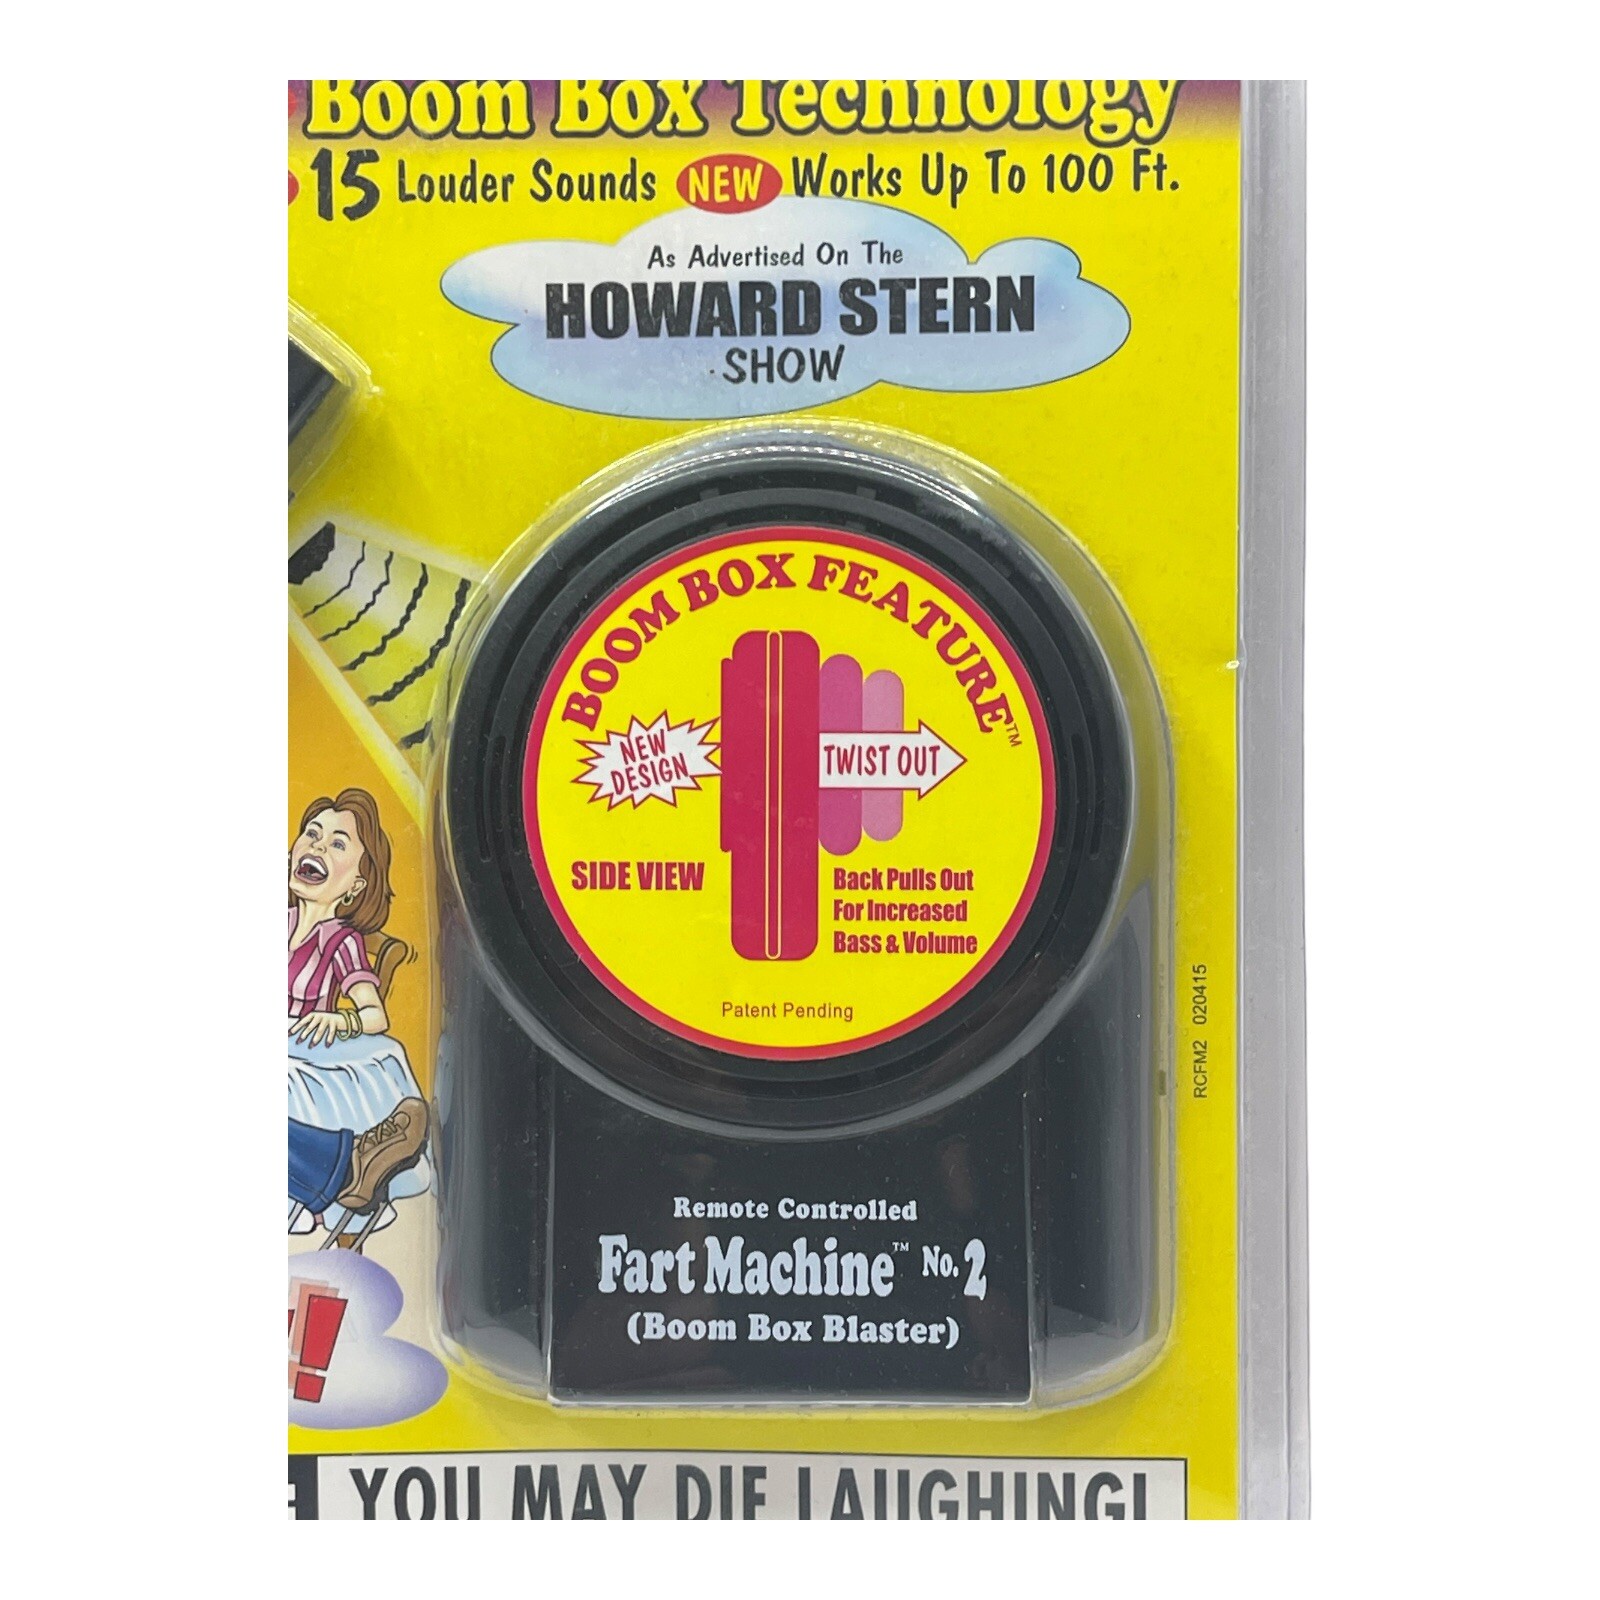 Boom Box Technology
15 Louder Sounds NEW Works Up To 100 Ft.
As Advertised On The
HOWARD STERN
SHOW
BOOM BOX FEATURE™
NEW
DESIGN
TWIST OUT
SIDE VIEW
Back Pulls Out
For Increased
Bass & Volume
Patent Pending
RCFM2 020415
Remote Controlled
Fart Machine™ No. 2
(Boom Box Blaster)
!
YOU MAY DIE LAUGHING!